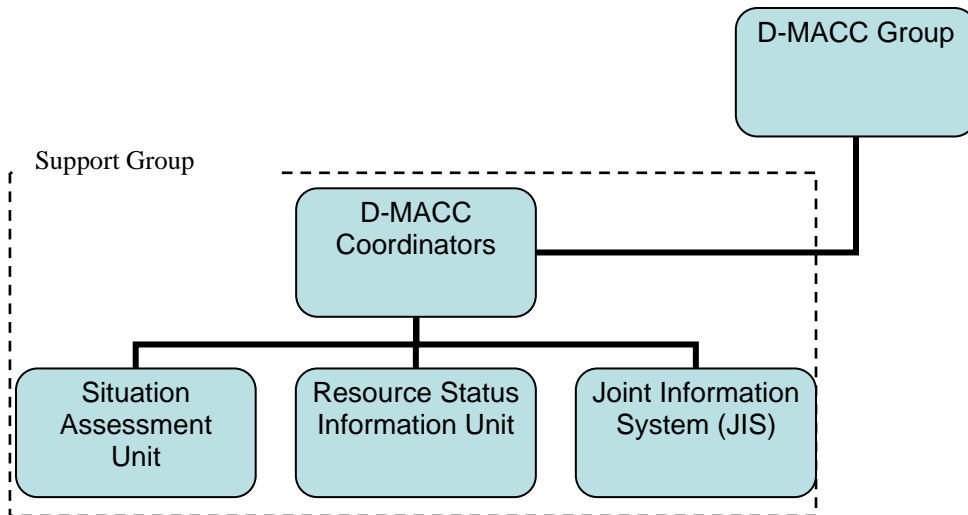 D-MACC Group
Support Group
D-MACC
Coordinators
Situation
Assessment
Unit
Resource Status
Information Unit
Joint Information
System (JIS)